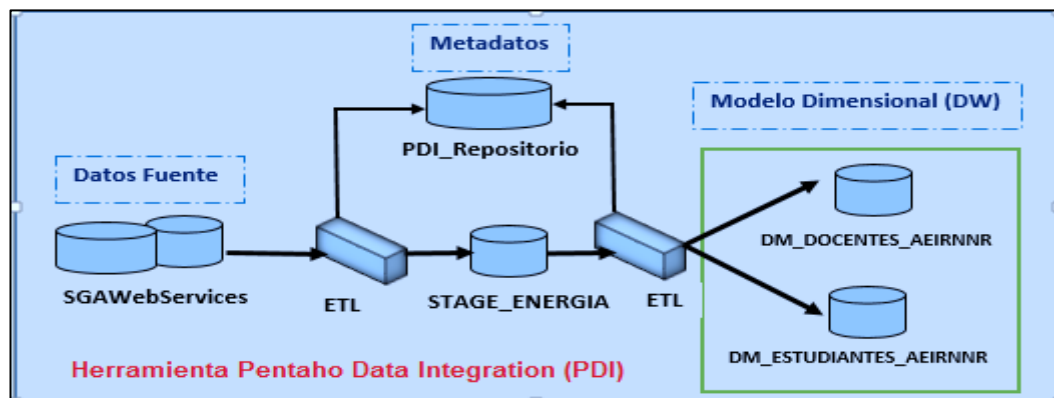 Metadatos
PDI_Repositorio
Modelo Dimensional (DW)
Datos Fuente
SGAWebServices
ETL
STAGE_ENERGIA
ETL
DM_DOCENTES_AEIRNNR
DM_ESTUDIANTES_AEIRNNR
Herramienta Pentaho Data Integration (PDI)